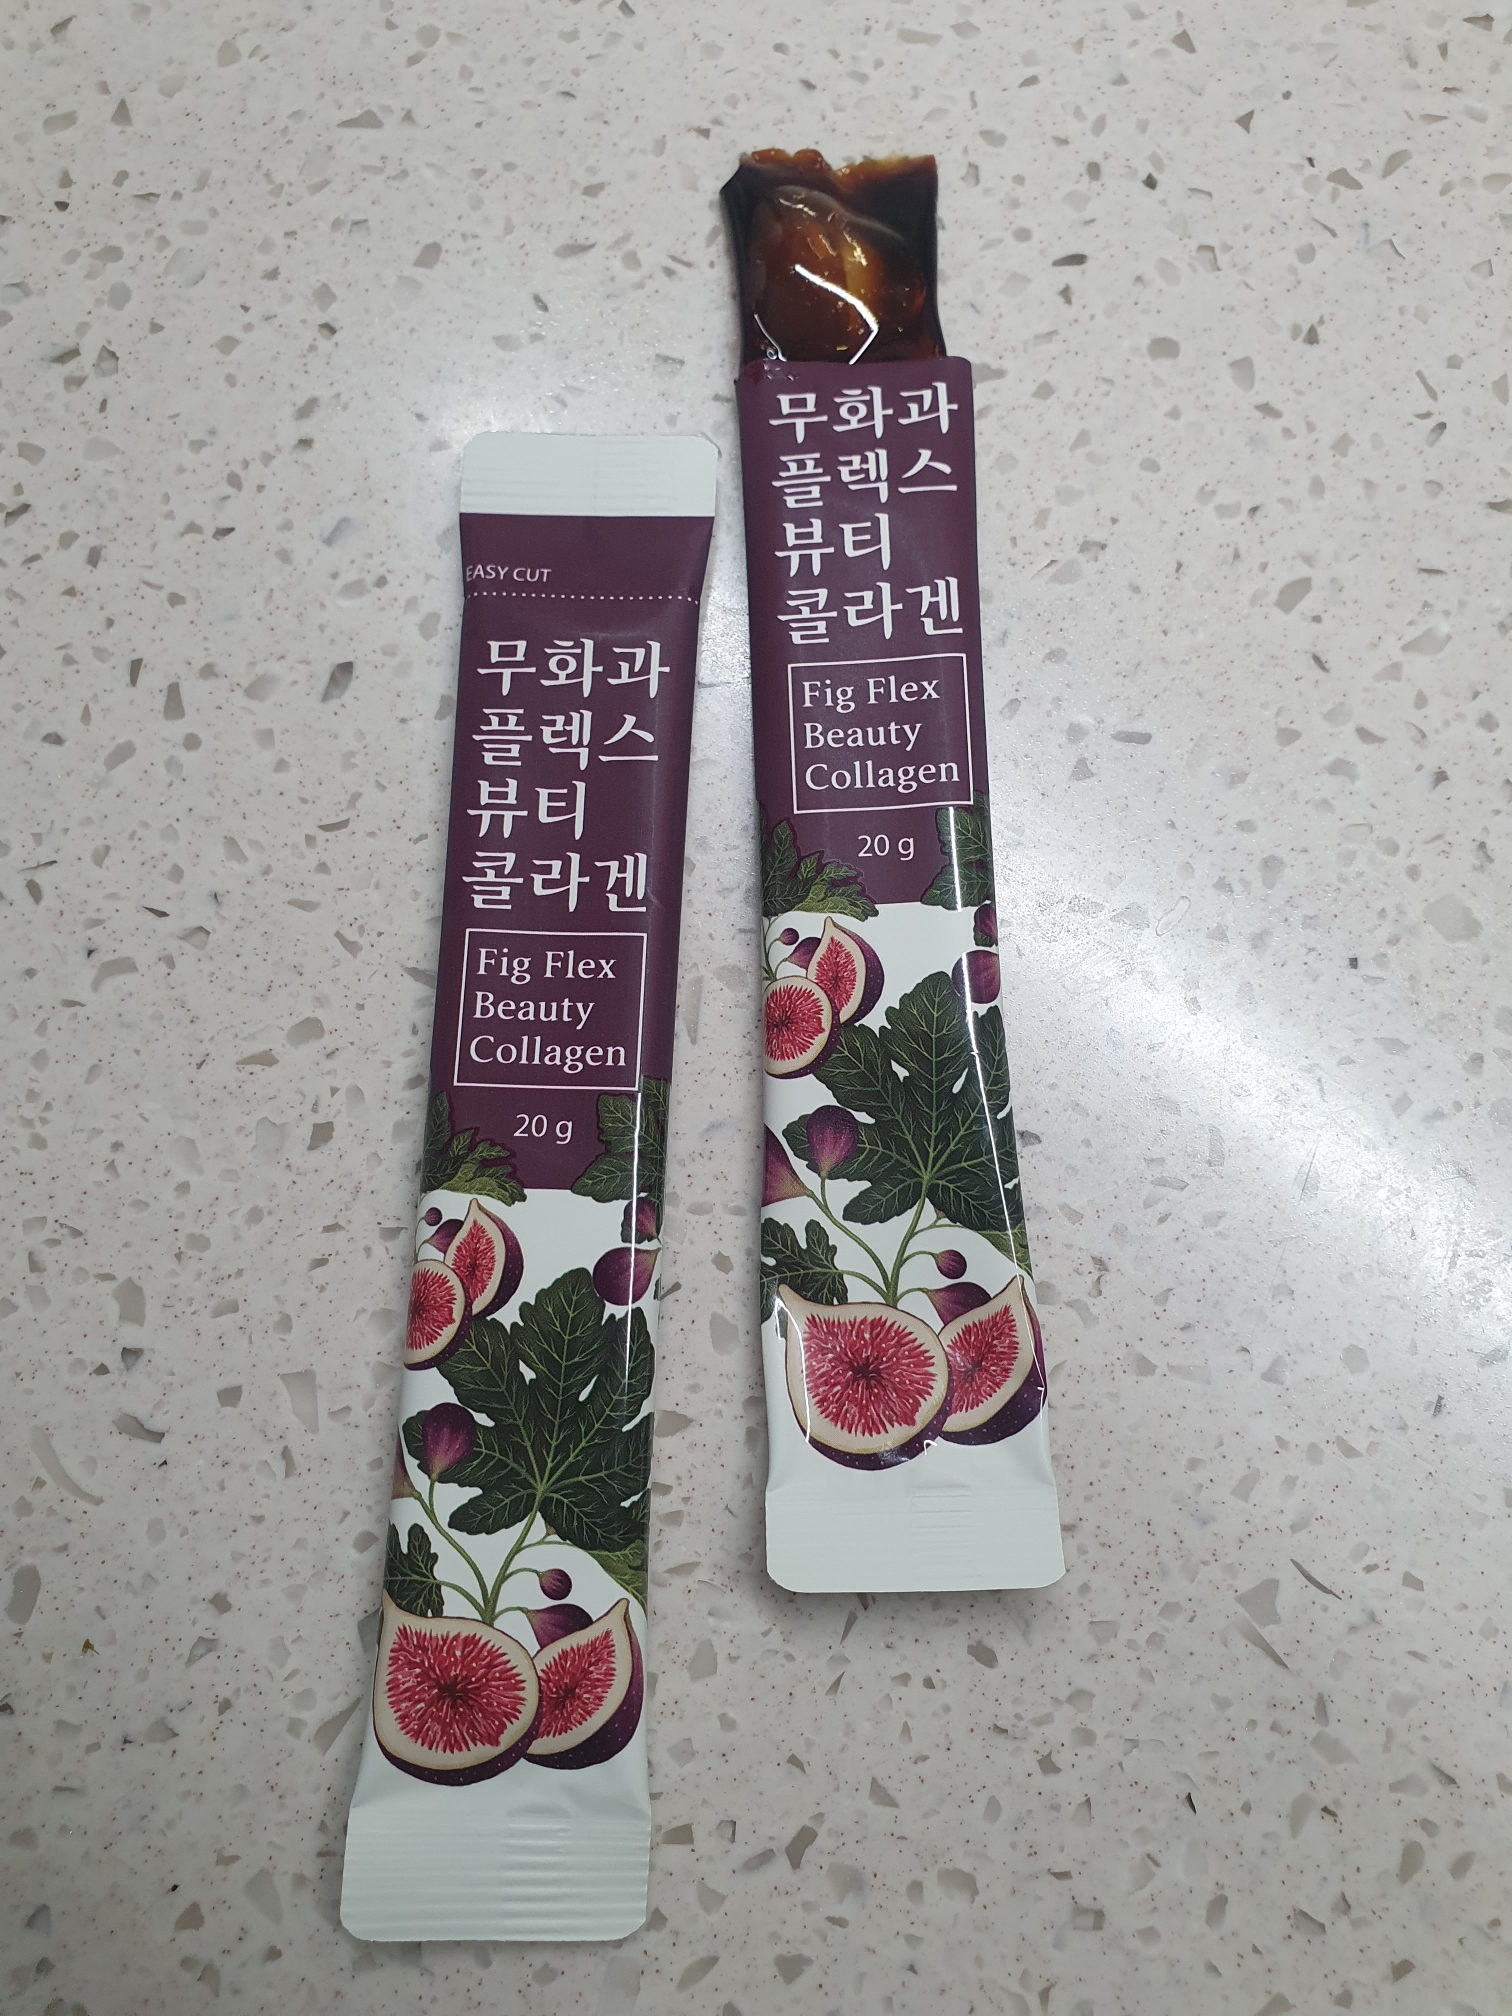 EASY CUT
무화과
플렉스
뷰티
콜라겐
Fig Flex
Beauty
Collagen
20 g
무화과
플렉스
뷰티
콜라겐
Fig Flex
Beauty
Collagen
20 g